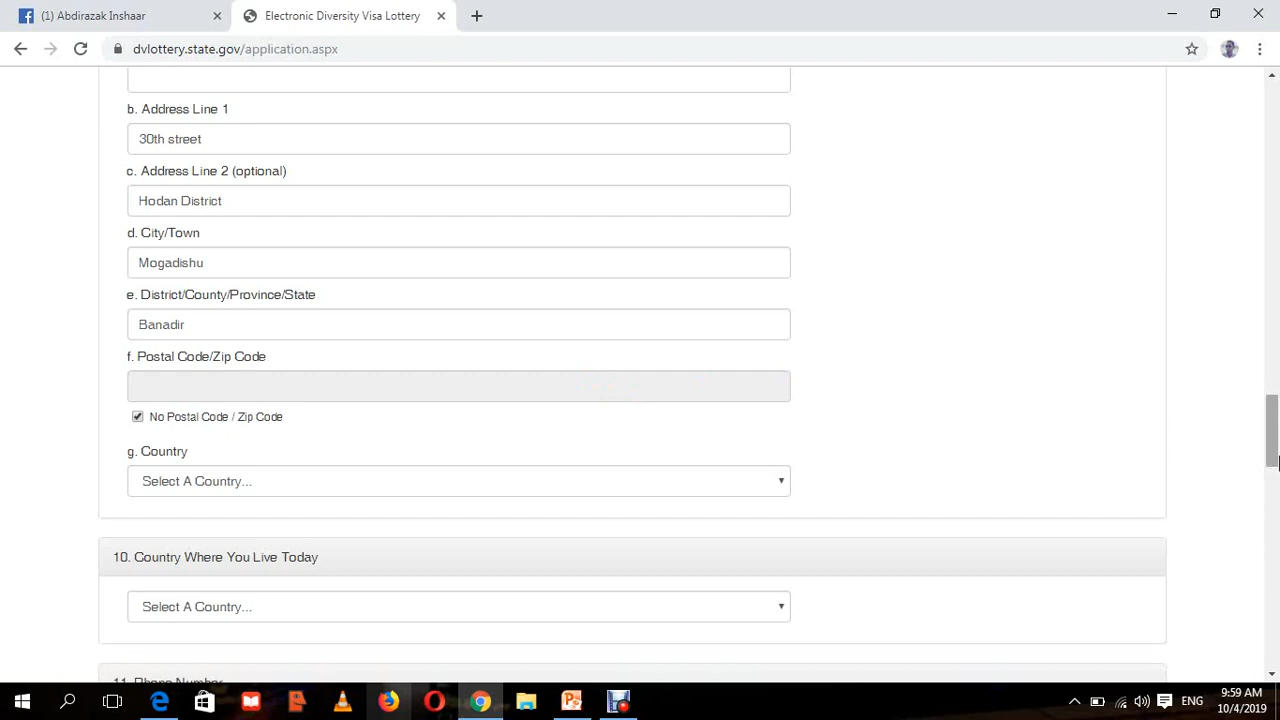 (1) Abdirazak Inshaar
Electronic Diversity Visa Lottery
dvlottery.state.gov/application.aspx
b. Address Line 1
30th street
c. Address Line 2 (optional)
Hodan District
d. City/Town
Mogadishu
e. District/County/Province/State
Banadir
f. Postal Code/Zip Code
No Postal Code / Zip Code
g. Country
Select A Country...
10. Country Where You Live Today
Select A Country...
11. Phone Number
ENG
9:59 AM
10/4/2019